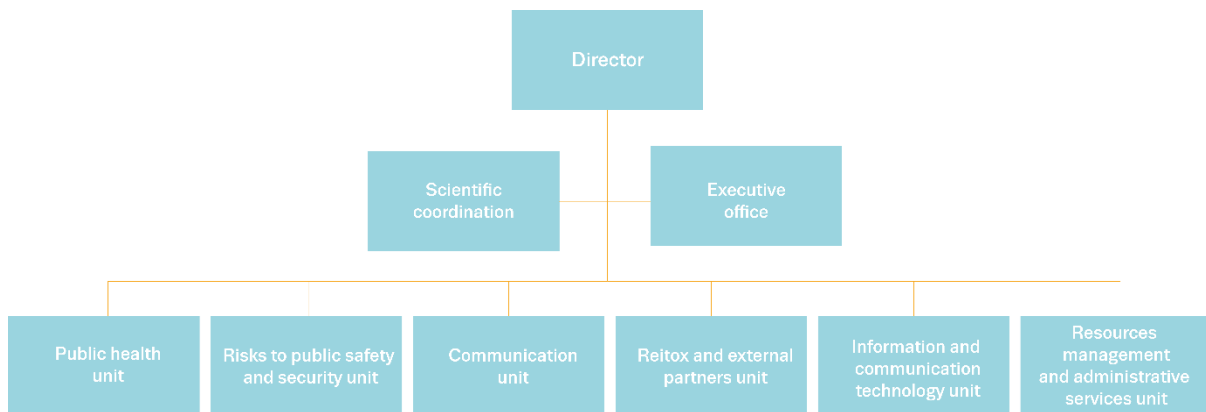 Director
Scientific
coordination
Executive
office
Public health
unit
Risks to public safety
and security unit
Communication
unit
Reitox and external
partners unit
Information and
communication
technology unit
Resources
management
and administrative
services unit